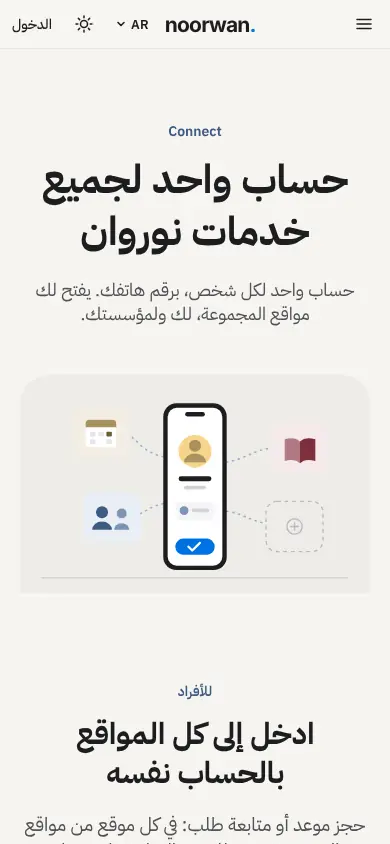 noorwan.
AR
الدخول
Connect
حساب واحد لجميع
خدمات نوروان
حساب واحد لكل شخص، برقم هاتفك. يفتح لك
مواقع المجموعة، لك ولمؤسستك.
للأفراد
ادخل إلى كل المواقع
بالحساب نفسه
حجز موعد أو متابعة طلب: في كل موقع من مواقع